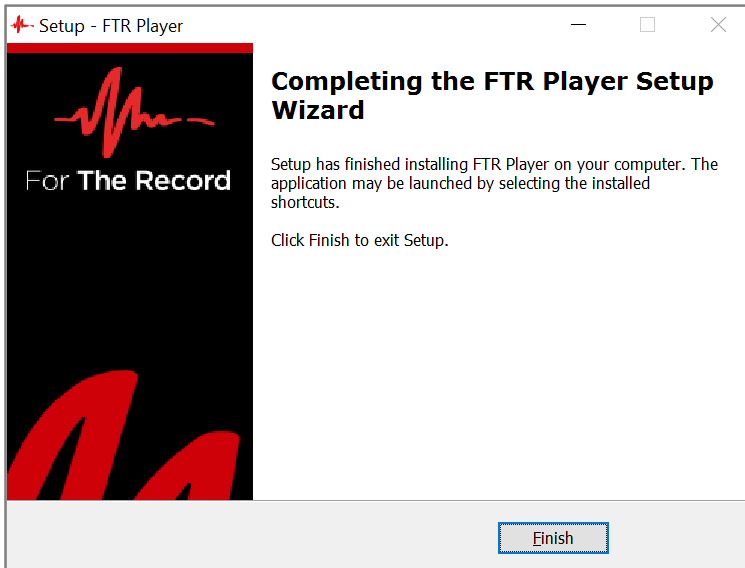 Setup - FTR Player
For The Record
Completing the FTR Player Setup
Wizard
Setup has finished installing FTR Player on your computer. The
application may be launched by selecting the installed
shortcuts.
Click Finish to exit Setup.
Finish